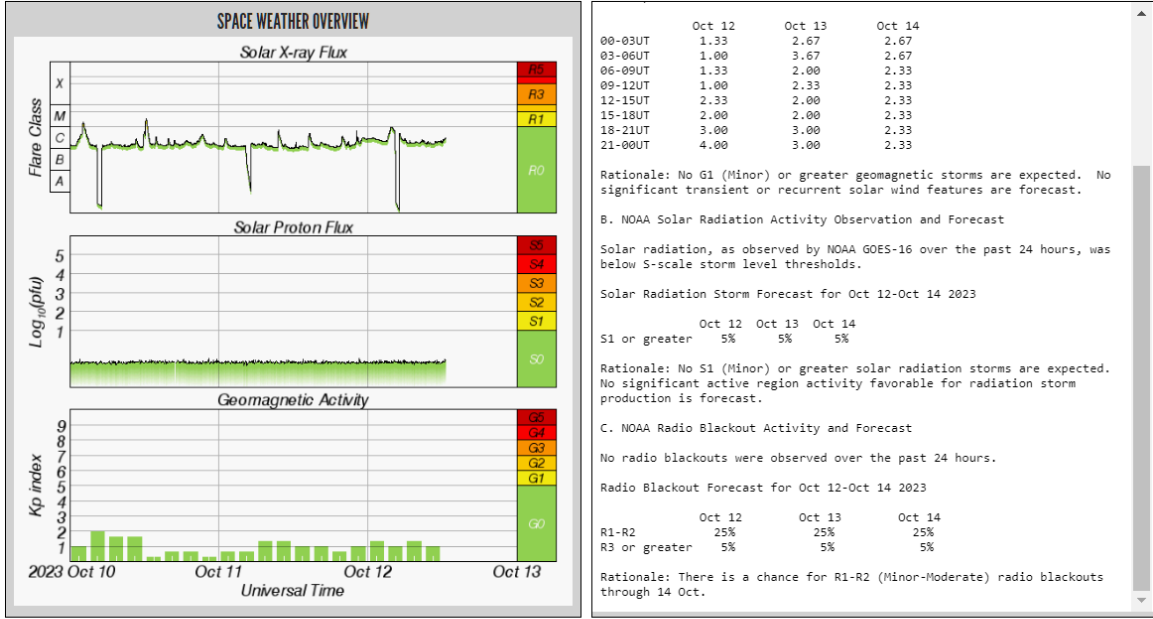 SPACE WEATHER OVERVIEW
Solar X-ray Flux
Flare Class
X
M
C
B
A
R5
R3
R1
R0
Solar Proton Flux
Log10(pfu)
5
4
3
2
1
S5
S4
S3
S2
S1
S0
Geomagnetic Activity
Kp index
9
8
7
6
5
4
3
2
1
G5
G4
G3
G2
G1
G0
2023 Oct 10 Oct 11 Oct 12 Oct 13
Universal Time
Oct 12 Oct 13 Oct 14
00-03UT 1.33 2.67 2.67
03-06UT 1.00 3.67 2.67
06-09UT 1.33 2.00 2.33
09-12UT 1.00 2.33 2.33
12-15UT 2.33 2.00 2.33
15-18UT 2.00 2.00 2.33
18-21UT 3.00 3.00 2.33
21-00UT 4.00 3.00 2.33
Rationale: No G1 (Minor) or greater geomagnetic storms are expected. No
significant transient or recurrent solar wind features are forecast.
B. NOAA Solar Radiation Activity Observation and Forecast
Solar radiation, as observed by NOAA GOES-16 over the past 24 hours, was
below S-scale storm level thresholds.
Solar Radiation Storm Forecast for Oct 12-Oct 14 2023
Oct 12 Oct 13 Oct 14
S1 or greater 5% 5% 5%
Rationale: No S1 (Minor) or greater solar radiation storms are expected.
No significant active region activity favorable for radiation storm
production is forecast.
C. NOAA Radio Blackout Activity and Forecast
No radio blackouts were observed over the past 24 hours.
Radio Blackout Forecast for Oct 12-Oct 14 2023
Oct 12 Oct 13 Oct 14
R1-R2 25% 25% 25%
R3 or greater 5% 5% 5%
Rationale: There is a chance for R1-R2 (Minor-Moderate) radio blackouts
through 14 Oct.